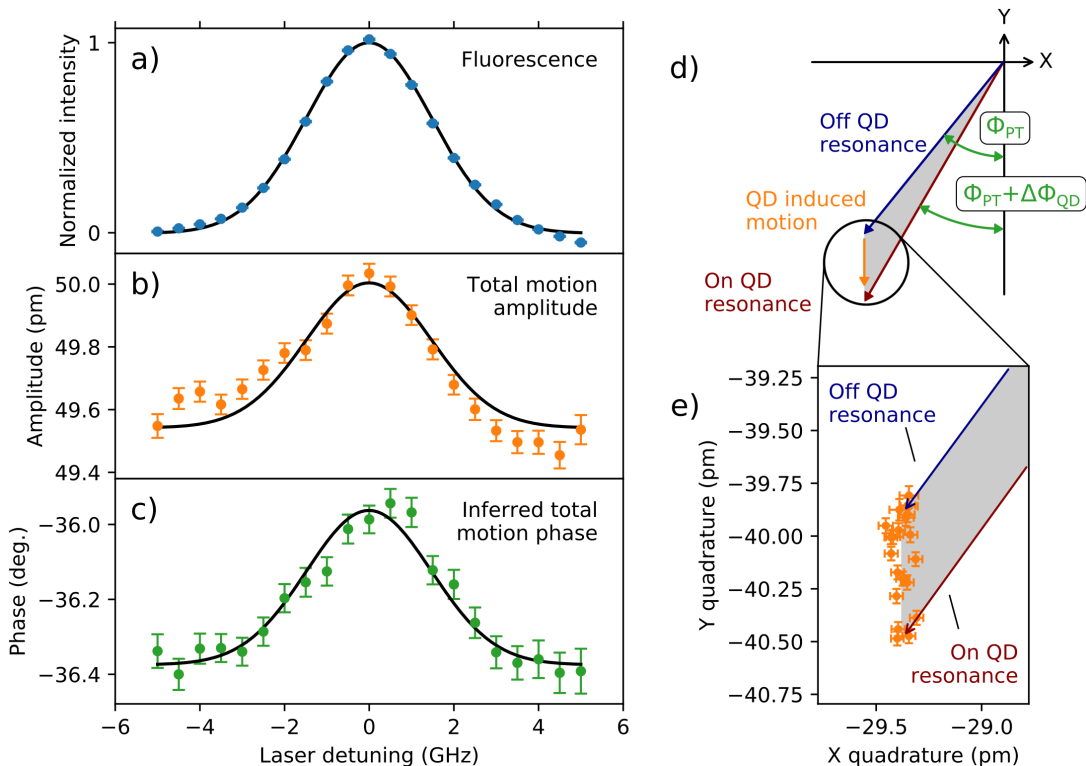 a)
Fluorescence
Normalized intensity
1
0
b)
Total motion
amplitude
Amplitude (pm)
50.0
49.8
49.6
49.4
c)
Inferred total
motion phase
Phase (deg.)
−36.0
−36.2
−36.4
−6
−4
−2
0
2
4
6
Laser detuning (GHz)
d)
Y
X
Off QD
resonance
Φ_PT
QD induced
motion
Φ_PT+ΔΦ_QD
On QD
resonance
e)
Off QD
resonance
On QD
resonance
Y quadrature (pm)
−39.25
−39.50
−39.75
−40.00
−40.25
−40.50
−40.75
−29.4
−29.0
X quadrature (pm)